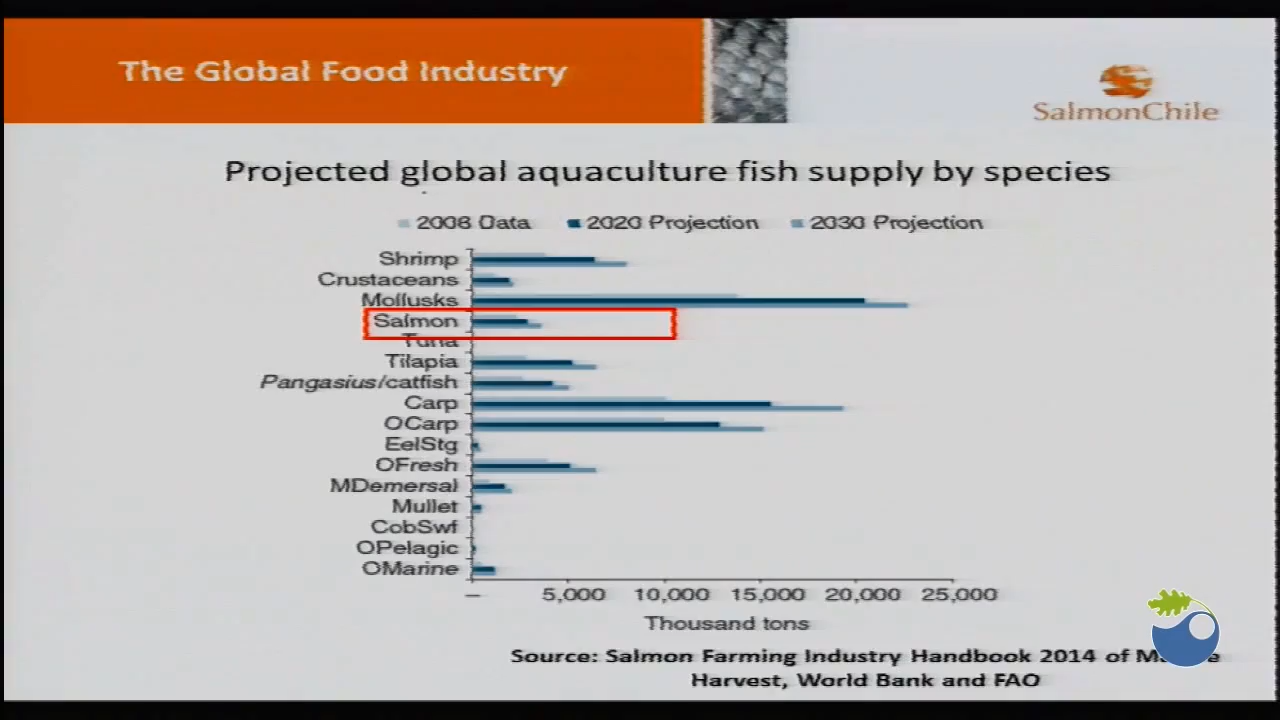 The Global Food Industry
SalmonChile
Projected global aquaculture fish supply by species
2008 Data 2020 Projection 2030 Projection
Shrimp
Crustaceans
Mollusks
Salmon
Tuna
Tilapia
Pangasius/catfish
Carp
OCarp
EelStg
OFresh
MDemersal
Mullet
CobSwf
OPelagic
OMarine
– 5,000 10,000 15,000 20,000 25,000
Thousand tons
Source: Salmon Farming Industry Handbook 2014 of
Harvest, World Bank and FAO